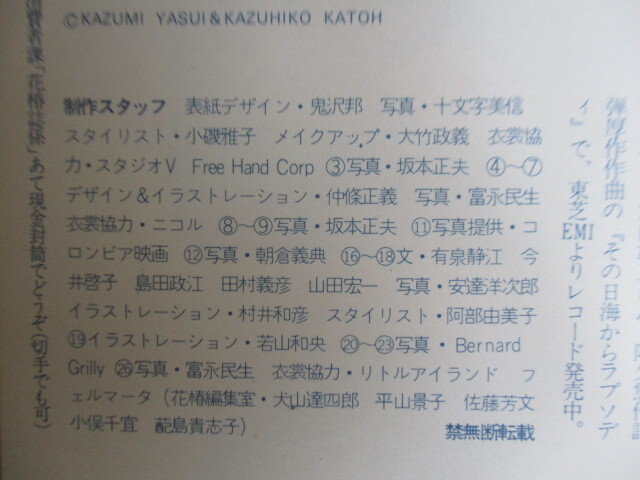 ©KAZUMI YASUI&KAZUHIKO KATOH
制作スタッフ 表紙デザイン・鬼沢邦 写真・十文字美信
スタイリスト・小磯雅子 メイクアップ・大竹政義 衣裳協
力・スタジオV Free Hand Corp ③写真・坂本正夫 ④〜⑦
デザイン&イラストレーション・仲條正義 写真・富永民生
衣裳協力・ニコル ⑧〜⑨写真・坂本正夫 ⑪写真提供・コ
ロンビア映画 ⑫写真・朝倉義典 ⑯〜⑱文・有泉静江 今
井啓子 島田政江 田村義彦 山田宏一 写真・安達洋次郎
イラストレーション・村井和彦 スタイリスト・阿部由美子
⑲イラストレーション・若山和央 ⑳〜㉓写真・Bernard
Grilly ㉖写真・富永民生 衣裳協力・リトルアイランド フ
ェルマータ(花椿編集室・犬山達四郎 平山景子 佐藤芳文
小俣千宜 葩島貴志子) 禁無断転載
弾厚作作曲の『その日海からラプソデ
ィ』で、東芝EMIよりレコード発売中。
消費者課「花椿誌係」あて現金封筒でどうぞ(切手でも可)